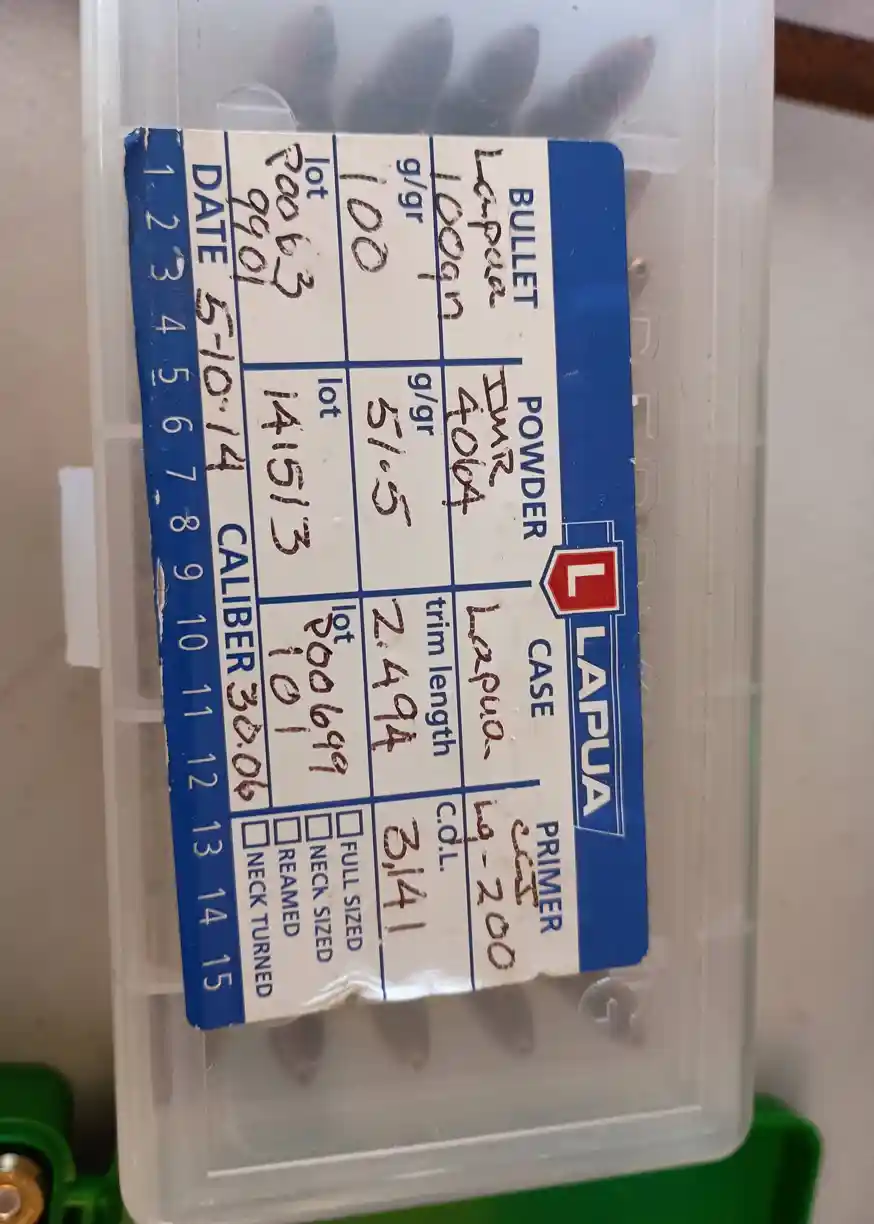 LAPUA
BULLET POWDER CASE PRIMER
Lapua IMR Lapua CCI
100gn 4064 Lg-200
g/gr g/gr trim length c.o.L.
100 51.5 2.494 3,141
lot lot lot
P0063 141513 P00699
9901 101
FULL SIZED
NECK SIZED
REAMED
NECK TURNED
DATE 5-10-14 CALIBER 30.06
1 2 3 4 5 6 7 8 9 10 11 12 13 14 15